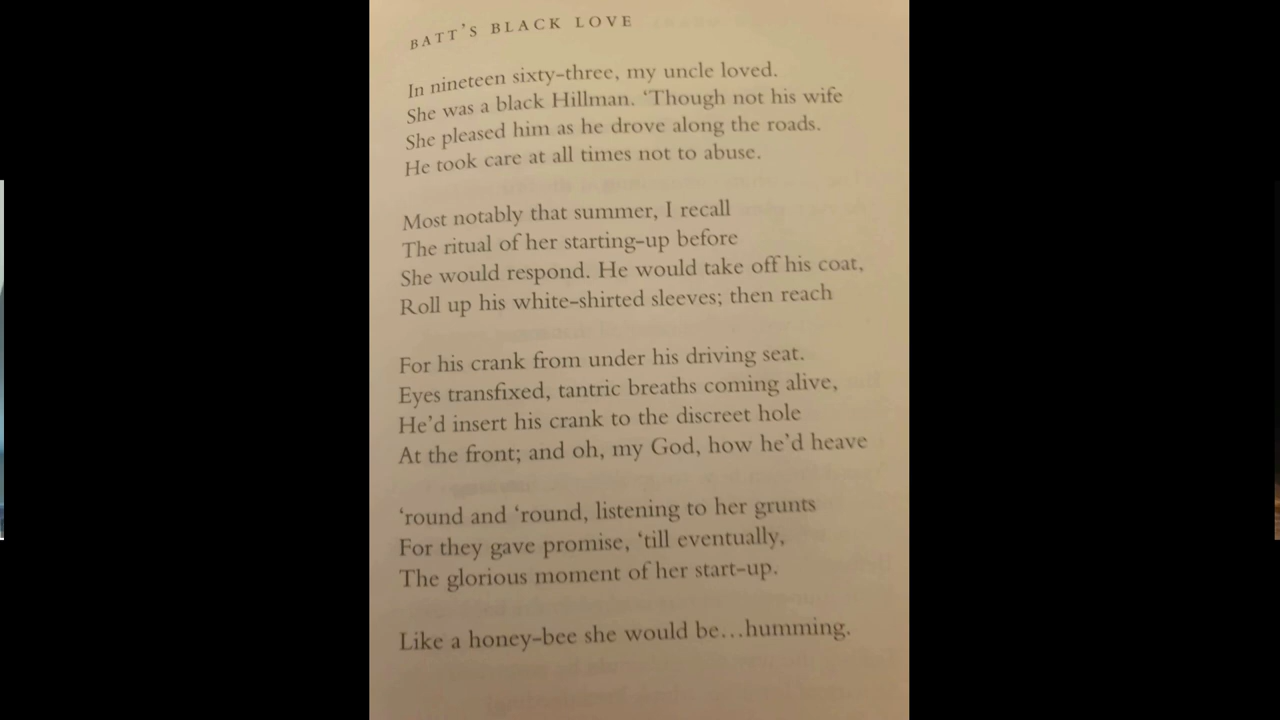 BATT'S BLACK LOVE
In nineteen sixty-three, my uncle loved.
She was a black Hillman. 'Though not his wife
She pleased him as he drove along the roads.
He took care at all times not to abuse.
Most notably that summer, I recall
The ritual of her starting-up before
She would respond. He would take off his coat,
Roll up his white-shirted sleeves; then reach
For his crank from under his driving seat.
Eyes transfixed, tantric breaths coming alive,
He'd insert his crank to the discreet hole
At the front; and oh, my God, how he'd heave
'round and 'round, listening to her grunts
For they gave promise, 'till eventually,
The glorious moment of her start-up.
Like a honey-bee she would be...humming.